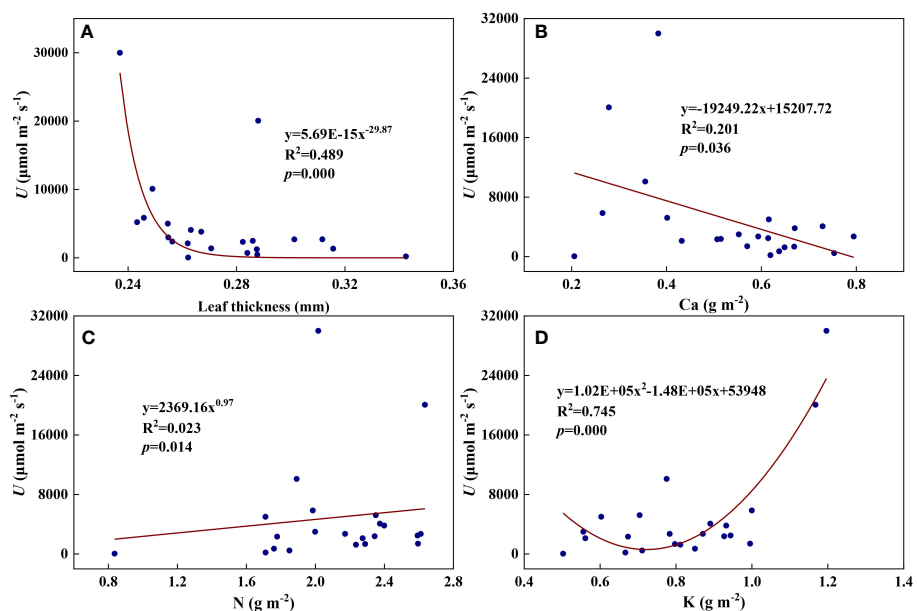 A
U (µmol m⁻² s⁻¹)
30000
20000
10000
0
y=5.69E-15x⁻²⁹·⁸⁷
R²=0.489
p=0.000
0.24
0.28
0.32
0.36
Leaf thickness (mm)
B
U (µmol m⁻² s⁻¹)
32000
24000
16000
8000
0
y=-19249.22x+15207.72
R²=0.201
p=0.036
0.2
0.4
0.6
0.8
Ca (g m⁻²)
C
U (µmol m⁻² s⁻¹)
32000
24000
16000
8000
0
y=2369.16x⁰·⁹⁷
R²=0.023
p=0.014
0.8
1.2
1.6
2.0
2.4
2.8
N (g m⁻²)
D
U (µmol m⁻² s⁻¹)
32000
24000
16000
8000
0
y=1.02E+05x²-1.48E+05x+53948
R²=0.745
p=0.000
0.4
0.6
0.8
1.0
1.2
1.4
K (g m⁻²)